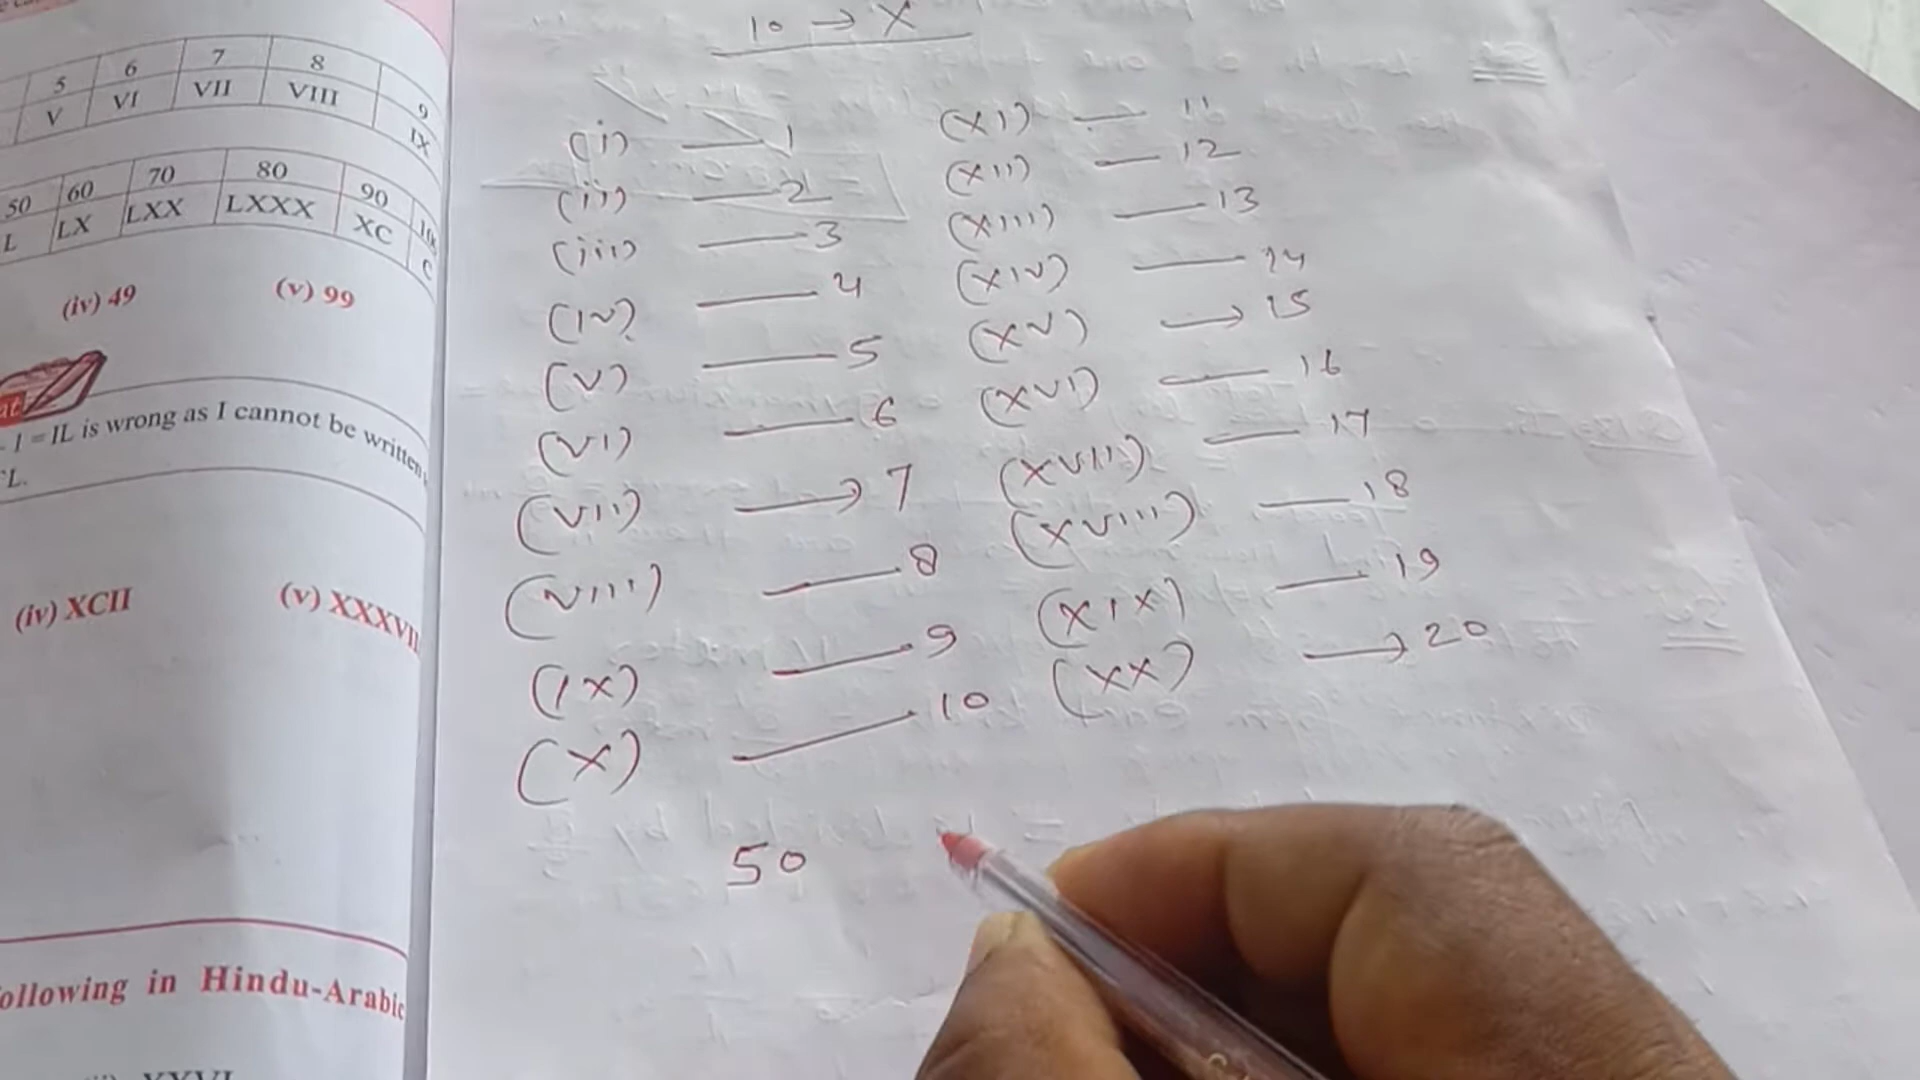 5 6 7 8 9
V VI VII VIII IX
50 60 70 80 90
L LX LXX LXXX XC C
(iv) 49 (v) 99
1 = IL is wrong as I cannot be written
L.
(iv) XCII (v) XXXVII
ollowing in Hindu-Arabic
XXVI
10 → X
(i) — 1
(ii) — 2
(iii) — 3
(iv) — 4
(v) — 5
(vi) — 6
(vii) → 7
(viii) — 8
(ix) — 9
(x) — 10
(xi) — 11
(xii) — 12
(xiii) — 13
(xiv) — 14
(xv) → 15
(xvi) — 16
(xvii) — 17
(xviii) — 18
(xix) — 19
(xx) → 20
50